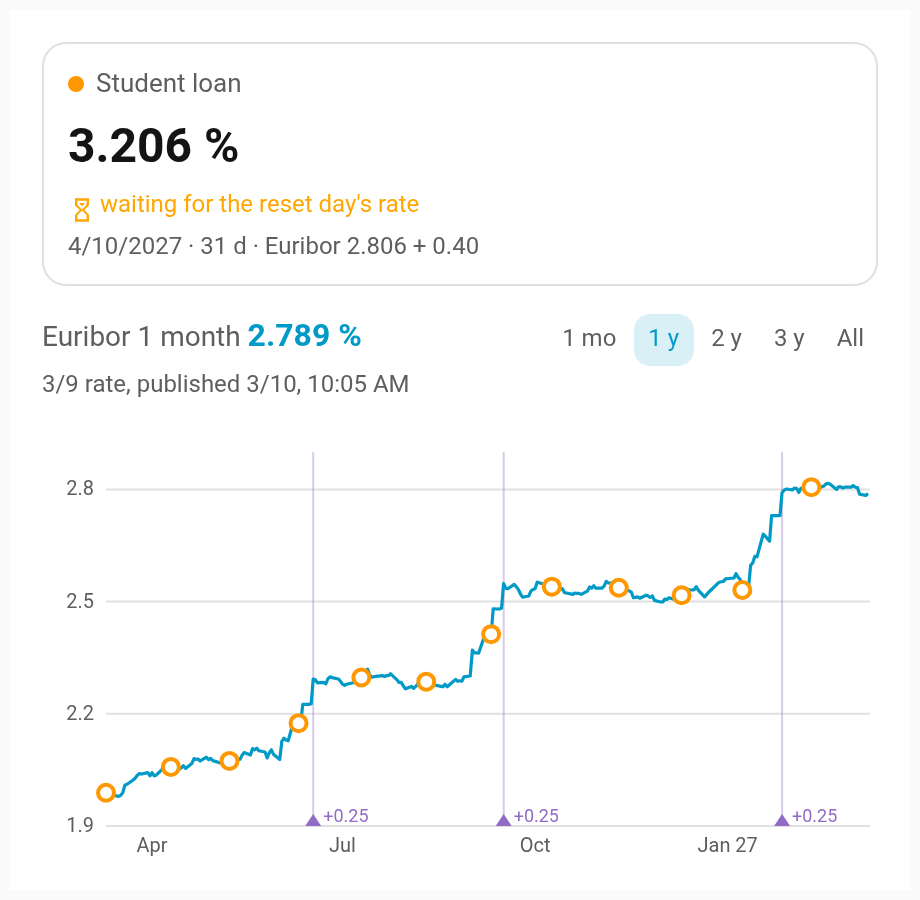 Student loan
3.206 %
waiting for the reset day's rate
4/10/2027 · 31 d · Euribor 2.806 + 0.40
Euribor 1 month 2.789 %
1 mo 1 y 2 y 3 y All
3/9 rate, published 3/10, 10:05 AM
2.8
2.5
2.2
1.9
+0.25 +0.25 +0.25
Apr Jul Oct Jan 27